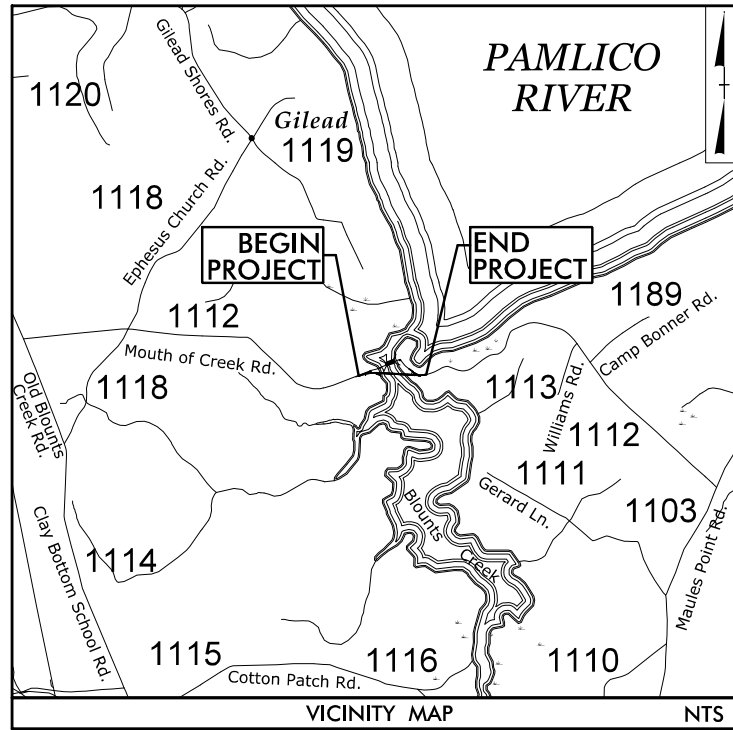 PAMLICO
RIVER
1120
Gilead Shores Rd.
Gilead
1119
1118
Ephesus Church Rd.
BEGIN
PROJECT
END
PROJECT
1189
Camp Bonner Rd.
1112
Mouth of Creek Rd.
Old Blounts
Creek Rd.
1118
1113
Williams Rd.
1112
1111
Gerard Ln.
1103
Maules Point Rd.
Blounts
Creek
Clay Bottom School Rd.
1114
1115
1116
1110
Cotton Patch Rd.
VICINITY MAP
NTS